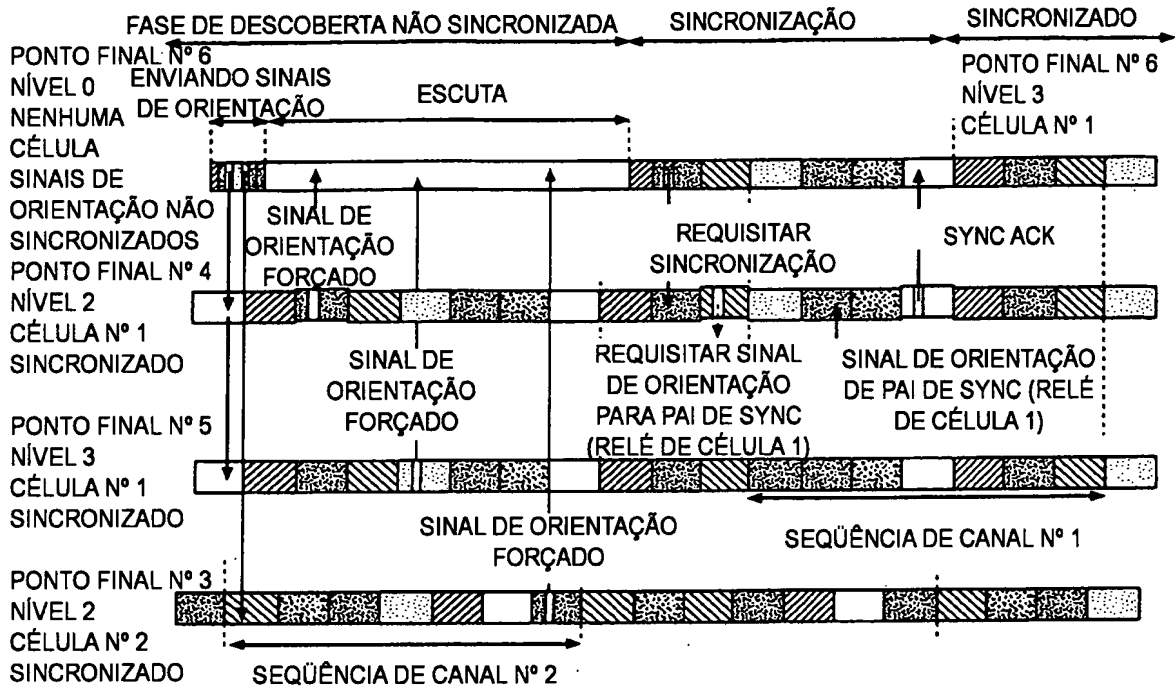 FASE DE DESCOBERTA NÃO SINCRONIZADA
SINCRONIZAÇÃO
SINCRONIZADO
PONTO FINAL Nº 6
NÍVEL 0
NENHUMA
CÉLULA
SINAIS DE
ORIENTAÇÃO NÃO
SINCRONIZADOS
ENVIANDO SINAIS
DE ORIENTAÇÃO
ESCUTA
PONTO FINAL Nº 6
NÍVEL 3
CÉLULA Nº 1
SINAL DE
ORIENTAÇÃO
FORÇADO
REQUISITAR
SINCRONIZAÇÃO
SYNC ACK
PONTO FINAL Nº 4
NÍVEL 2
CÉLULA Nº 1
SINCRONIZADO
SINAL DE
ORIENTAÇÃO
FORÇADO
REQUISITAR SINAL
DE ORIENTAÇÃO
PARA PAI DE SYNC
(RELÉ DE CÉLULA 1)
SINAL DE ORIENTAÇÃO
DE PAI DE SYNC (RELÉ
DE CÉLULA 1)
PONTO FINAL Nº 5
NÍVEL 3
CÉLULA Nº 1
SINCRONIZADO
SINAL DE ORIENTAÇÃO
FORÇADO
SEQÜÊNCIA DE CANAL Nº 1
PONTO FINAL Nº 3
NÍVEL 2
CÉLULA Nº 2
SINCRONIZADO
SEQÜÊNCIA DE CANAL Nº 2